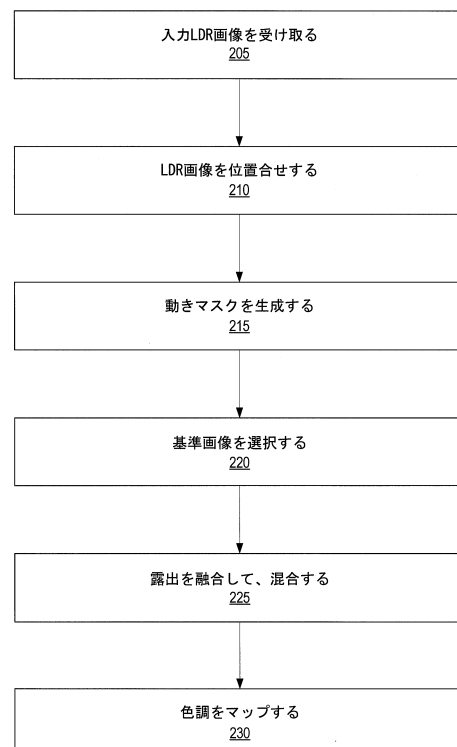 入力LDR画像を受け取る
205
LDR画像を位置合せする
210
動きマスクを生成する
215
基準画像を選択する
220
露出を融合して、混合する
225
色調をマップする
230